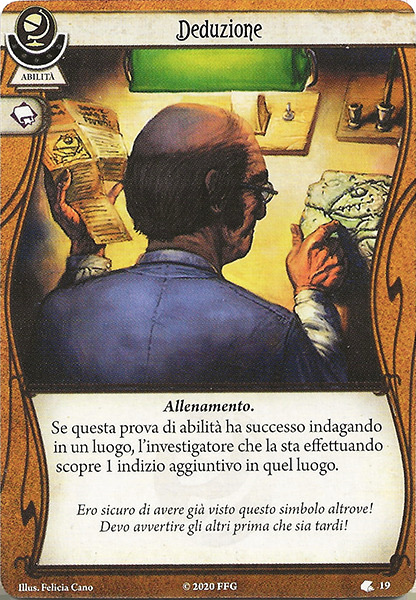 Deduzione
ABILITÀ
Allenamento.
Se questa prova di abilità ha successo indagando
in un luogo, l'investigatore che la sta effettuando
scopre 1 indizio aggiuntivo in quel luogo.
Ero sicuro di avere già visto questo simbolo altrove!
Devo avvertire gli altri prima che sia tardi!
Illus. Felicia Cano
© 2020 FFG
19